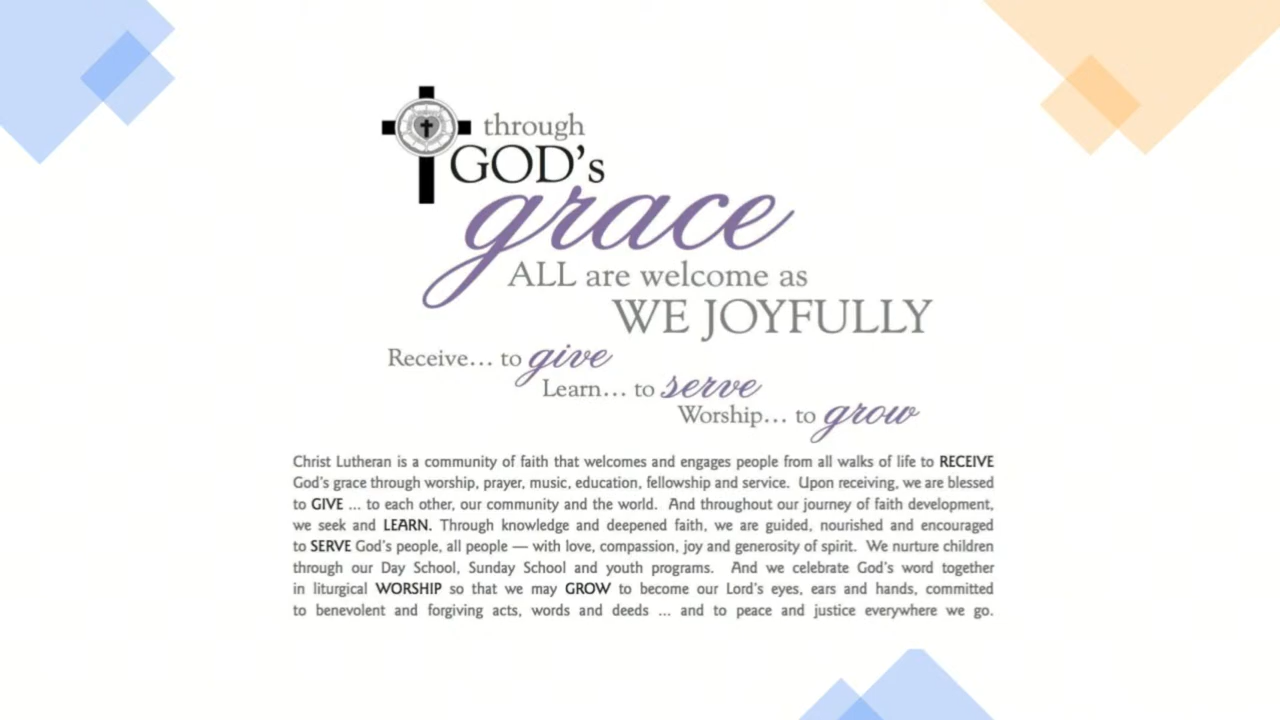 through
GOD's
grace
ALL are welcome as
WE JOYFULLY
Receive... to give
Learn... to serve
Worship... to grow
Christ Lutheran is a community of faith that welcomes and engages people from all walks of life to RECEIVE
God's grace through worship, prayer, music, education, fellowship and service. Upon receiving, we are blessed
to GIVE ... to each other, our community and the world. And throughout our journey of faith development,
we seek and LEARN. Through knowledge and deepened faith, we are guided, nourished and encouraged
to SERVE God's people, all people — with love, compassion, joy and generosity of spirit. We nurture children
through our Day School, Sunday School and youth programs. And we celebrate God's word together
in liturgical WORSHIP so that we may GROW to become our Lord's eyes, ears and hands, committed
to benevolent and forgiving acts, words and deeds ... and to peace and justice everywhere we go.